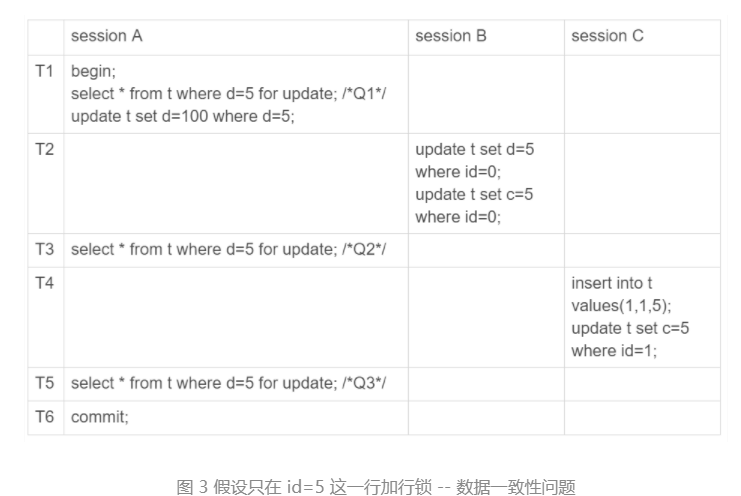 session A session B session C
T1 begin;
select * from t where d=5 for update; /*Q1*/
update t set d=100 where d=5;
T2 update t set d=5
where id=0;
update t set c=5
where id=0;
T3 select * from t where d=5 for update; /*Q2*/
T4 insert into t
values(1,1,5);
update t set c=5
where id=1;
T5 select * from t where d=5 for update; /*Q3*/
T6 commit;
图 3 假设只在 id=5 这一行加行锁 -- 数据一致性问题